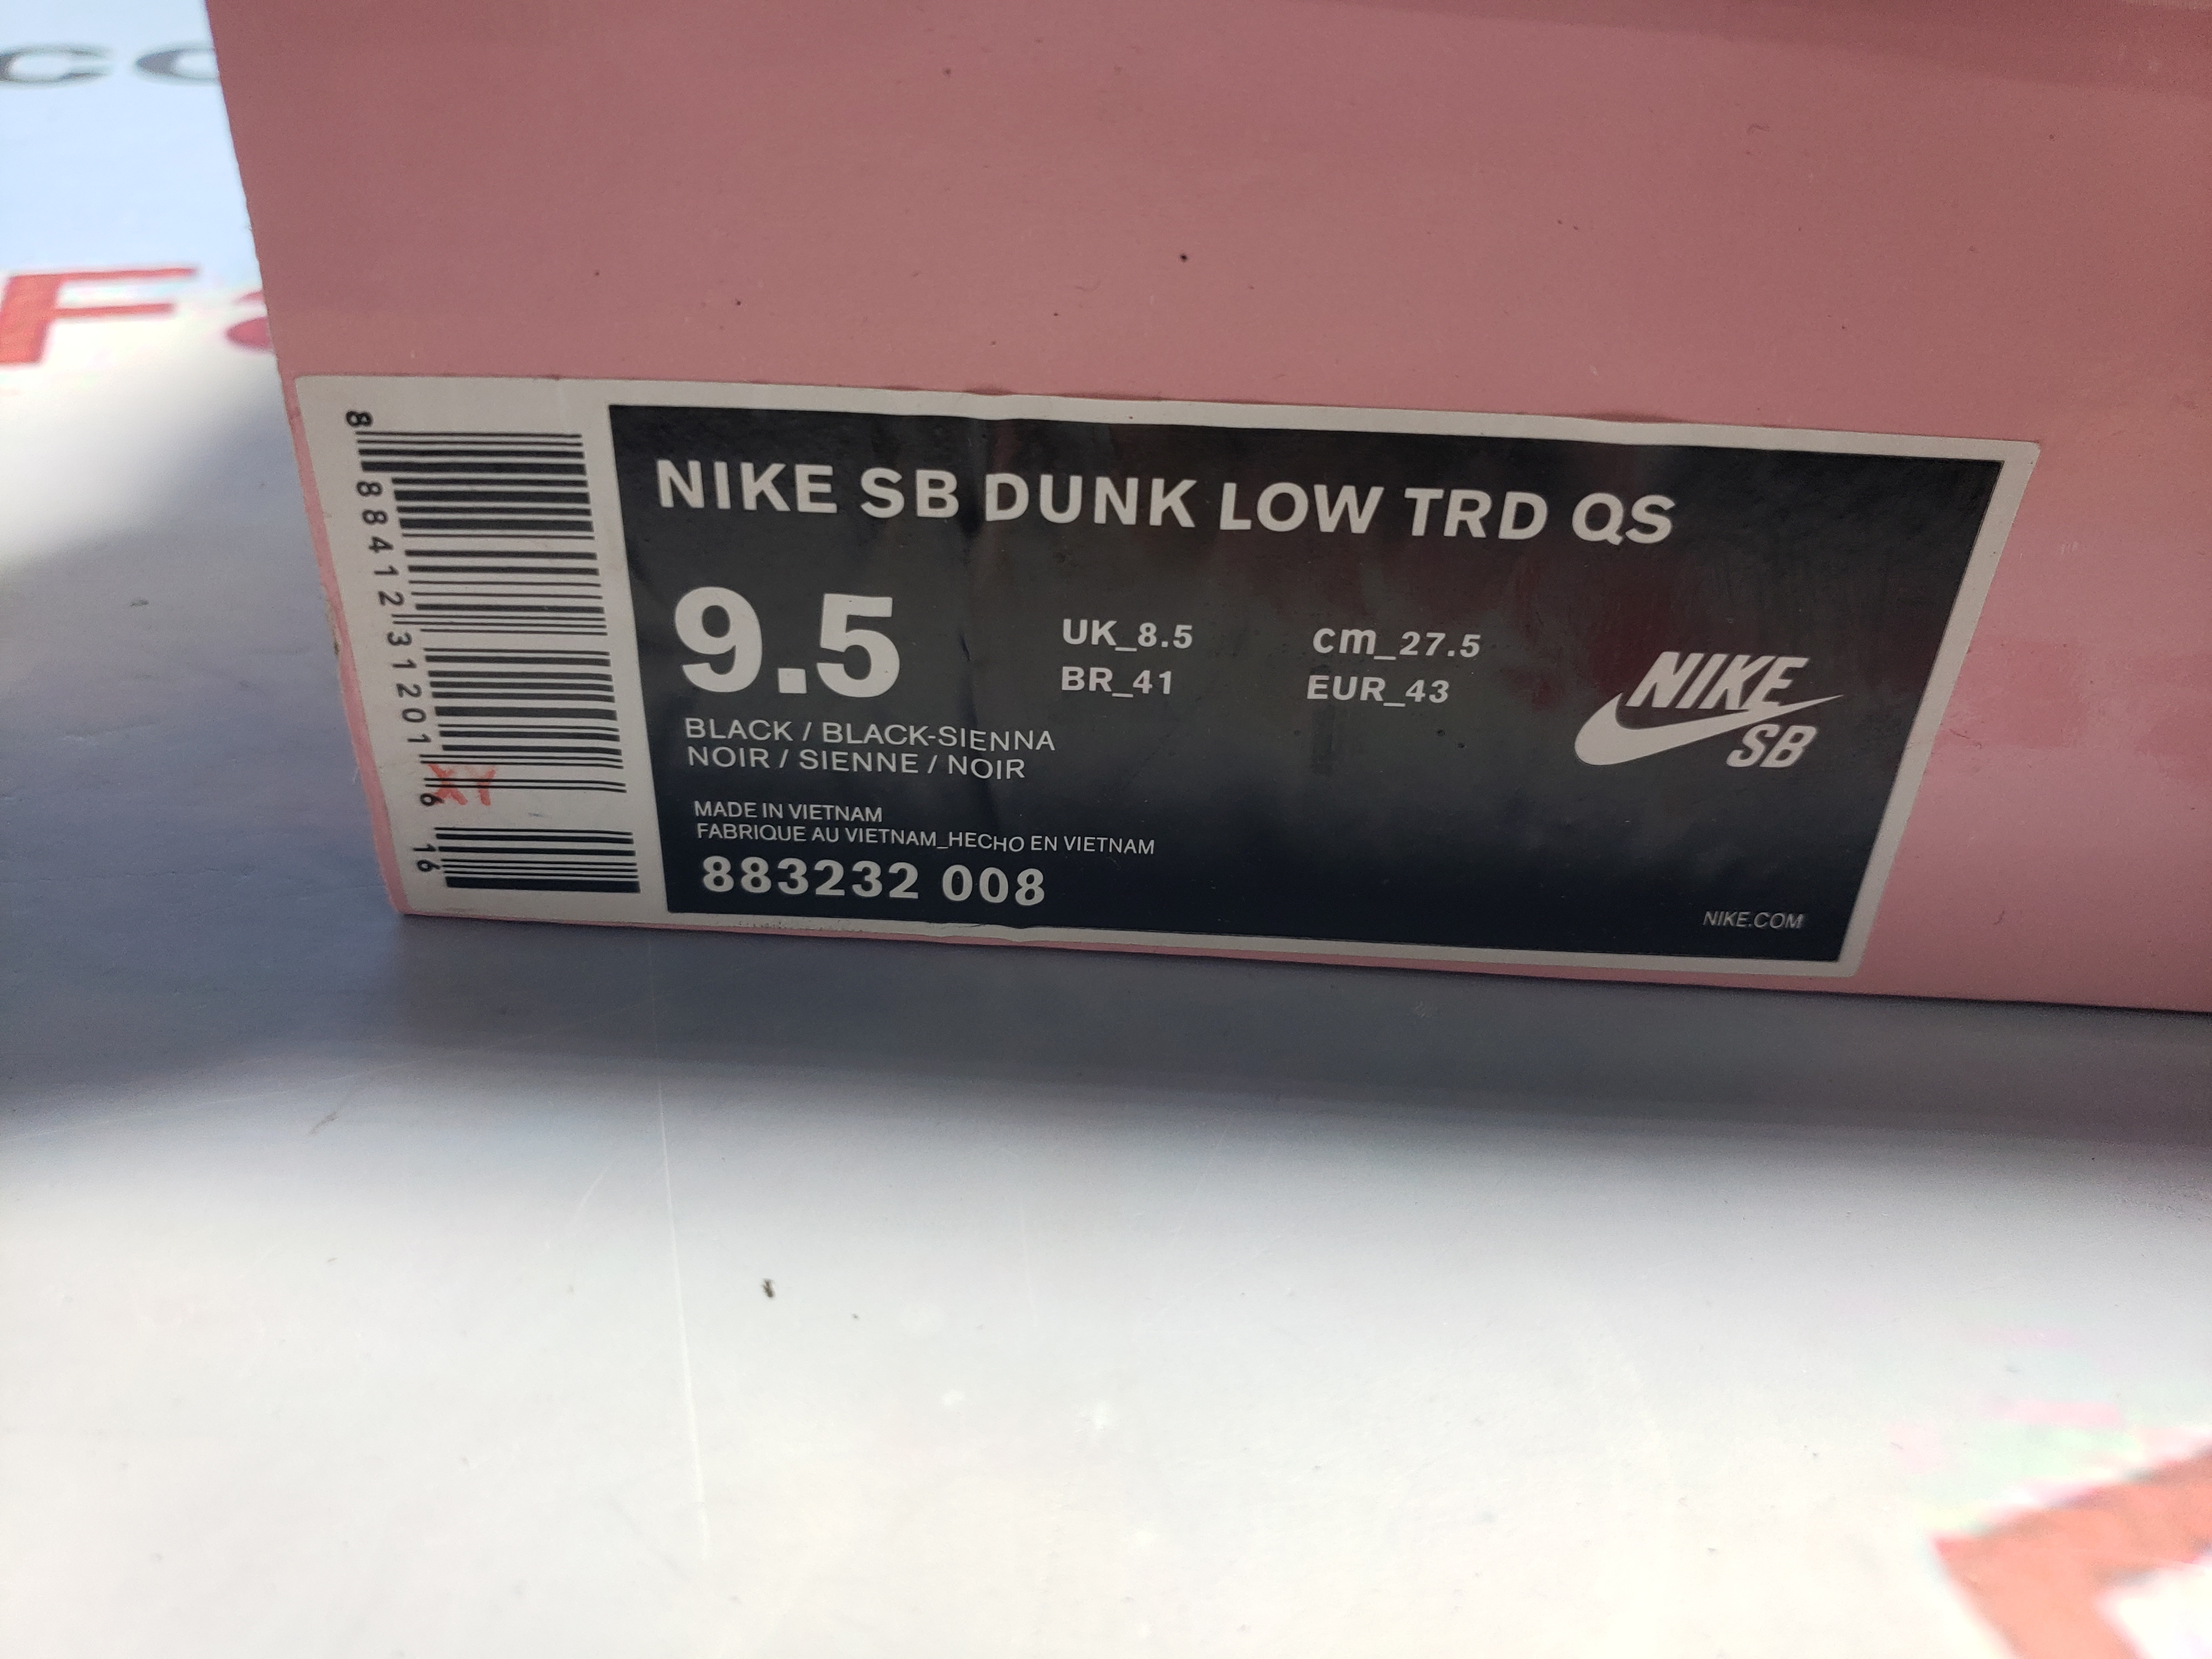 CO
F
NIKE SB DUNK LOW TRD QS
9.5
UK_8.5
cm_27.5
BR_41
EUR_43
BLACK / BLACK-SIENNA
NOIR / SIENNE / NOIR
MADE IN VIETNAM
FABRIQUE AU VIETNAM_HECHO EN VIETNAM
883232 008
NIKE
SB
NIKE.COM
8 88412 31201 6 16
XY